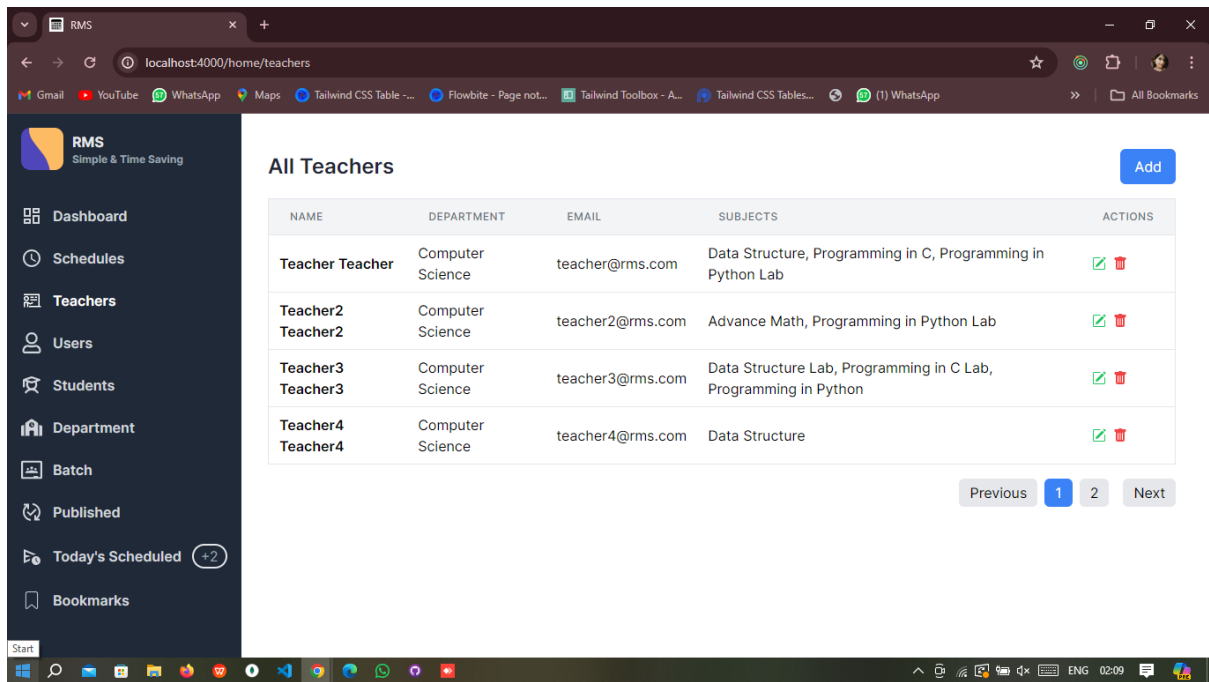 RMS
localhost:4000/home/teachers
Gmail YouTube WhatsApp Maps Tailwind CSS Table -... Flowbite - Page not... Tailwind Toolbox - A... Tailwind CSS Tables... (1) WhatsApp » All Bookmarks
RMS
Simple & Time Saving
Dashboard
Schedules
Teachers
Users
Students
Department
Batch
Published
Today's Scheduled +2
Bookmarks
All Teachers
Add
NAME DEPARTMENT EMAIL SUBJECTS ACTIONS
Teacher Teacher Computer Science teacher@rms.com Data Structure, Programming in C, Programming in
Python Lab
Teacher2 Teacher2 Computer Science teacher2@rms.com Advance Math, Programming in Python Lab
Teacher3 Teacher3 Computer Science teacher3@rms.com Data Structure Lab, Programming in C Lab,
Programming in Python
Teacher4 Teacher4 Computer Science teacher4@rms.com Data Structure
Previous 1 2 Next
Start
ENG 02:09